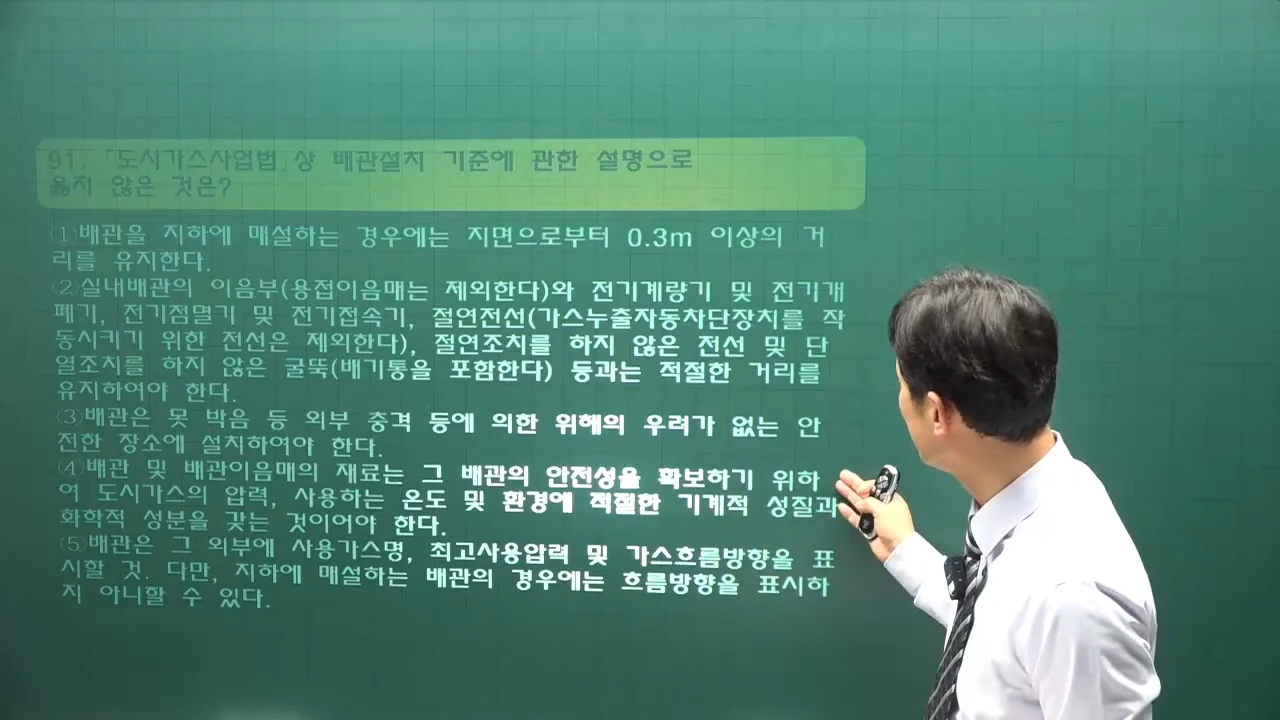 91. 「도시가스사업법」상 배관설치 기준에 관한 설명으로
옳지 않은 것은?
(1)배관을 지하에 매설하는 경우에는 지면으로부터 0.3m 이상의 거
리를 유지한다.
(2)실내배관의 이음부(용접이음매는 제외한다)와 전기계량기 및 전기개
폐기, 전기점멸기 및 전기접속기, 절연전선(가스누출자동차단장치를 작
동시키기 위한 전선은 제외한다), 절연조치를 하지 않은 전선 및 단
열조치를 하지 않은 굴뚝(배기통을 포함한다) 등과는 적절한 거리를
유지하여야 한다.
(3)배관은 못 박음 등 외부 충격 등에 의한 위해의 우려가 없는 안
전한 장소에 설치하여야 한다.
(4)배관 및 배관이음매의 재료는 그 배관의 안전성을 확보하기 위하
여 도시가스의 압력, 사용하는 온도 및 환경에 적절한 기계적 성질과
화학적 성분을 갖는 것이어야 한다.
(5)배관은 그 외부에 사용가스명, 최고사용압력 및 가스흐름방향을 표
시할 것. 다만, 지하에 매설하는 배관의 경우에는 흐름방향을 표시하
지 아니할 수 있다.